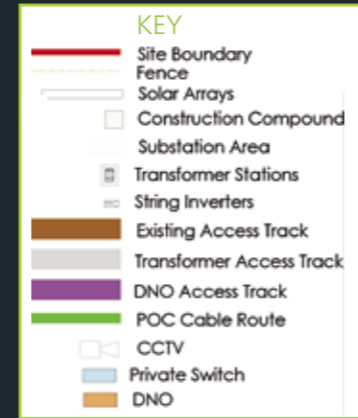 KEY
Site Boundary
Fence
Solar Arrays
Construction Compound
Substation Area
Transformer Stations
String Inverters
Existing Access Track
Transformer Access Track
DNO Access Track
POC Cable Route
CCTV
Private Switch
DNO